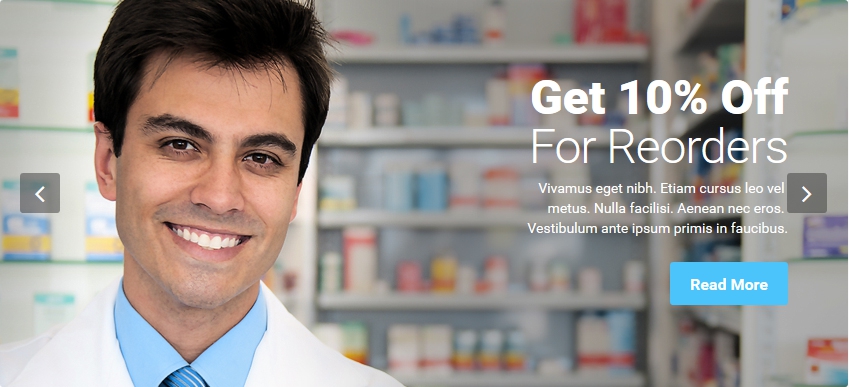 Get 10% Off
For Reorders
Vivamus eget nibh. Etiam cursus leo vel
metus. Nulla facilisi. Aenean nec eros.
Vestibulum ante ipsum primis in faucibus.
Read More